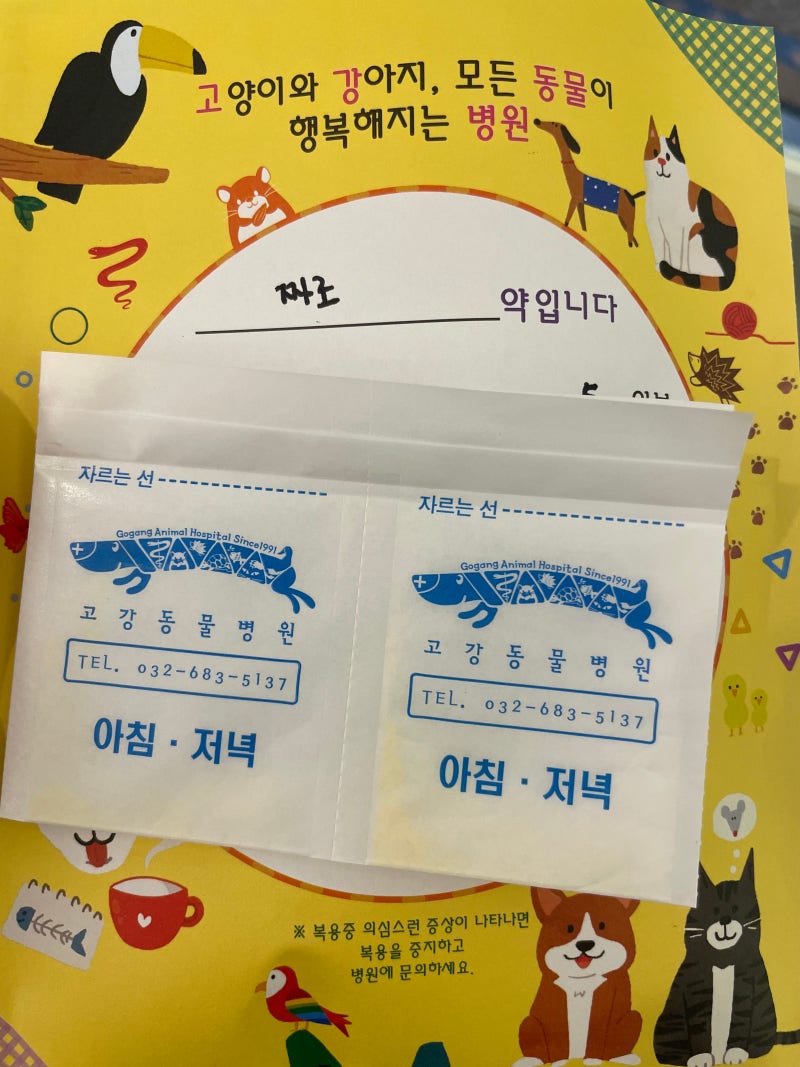 고양이와 강아지, 모든 동물이
행복해지는 병원
짜로 약입니다
5 일분
자르는 선
Gogang Animal Hospital Since1991
고강동물병원
TEL. 032-683-5137
아침 · 저녁
자르는 선
Gogang Animal Hospital Since1991
고강동물병원
TEL. 032-683-5137
아침 · 저녁
※ 복용중 의심스런 증상이 나타나면
복용을 중지하고
병원에 문의하세요.